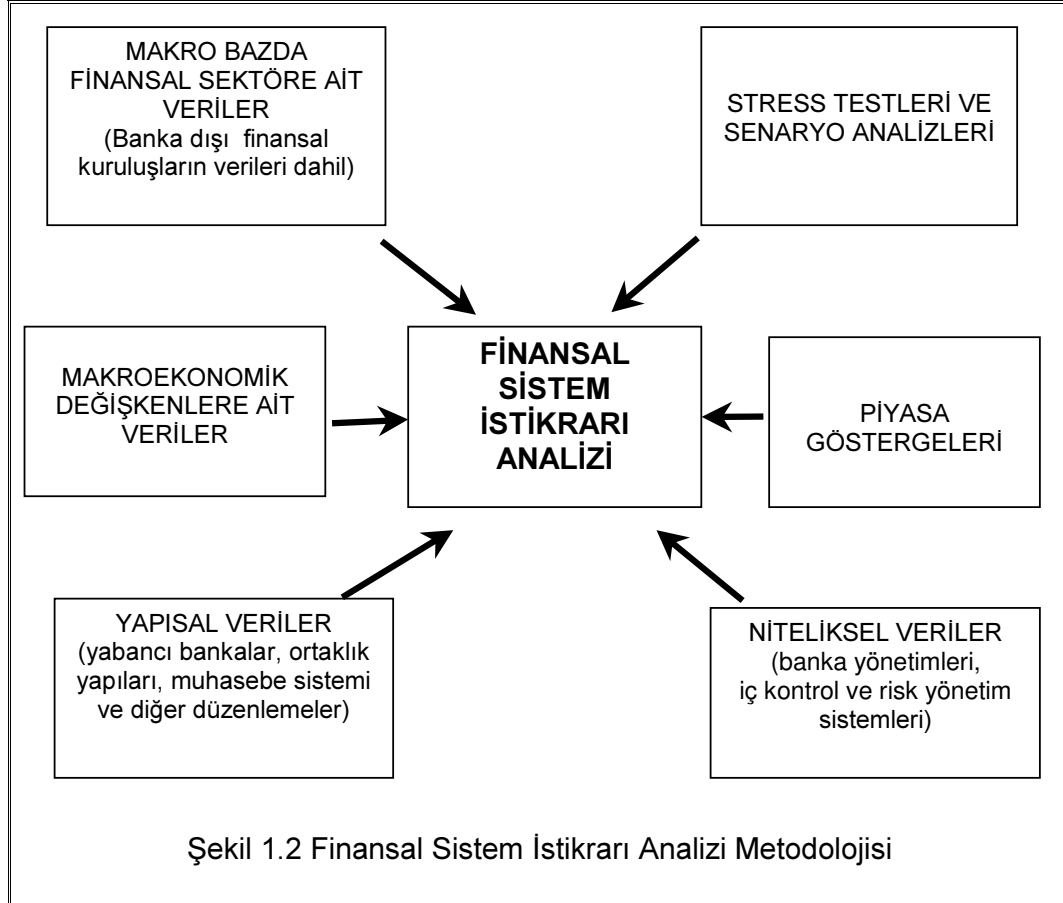 MAKRO BAZDA
FİNANSAL SEKTÖRE AİT
VERİLER
(Banka dışı finansal
kuruluşların verileri dahil)
STRESS TESTLERİ VE
SENARYO ANALİZLERİ
MAKROEKONOMİK
DEĞİŞKENLERE AİT
VERİLER
FİNANSAL
SİSTEM
İSTİKRARI
ANALİZİ
PİYASA
GÖSTERGELERİ
YAPISAL VERİLER
(yabancı bankalar, ortaklık
yapıları, muhasebe sistemi
ve diğer düzenlemeler)
NİTELİKSEL VERİLER
(banka yönetimleri,
iç kontrol ve risk yönetim
sistemleri)
Şekil 1.2 Finansal Sistem İstikrarı Analizi Metodolojisi